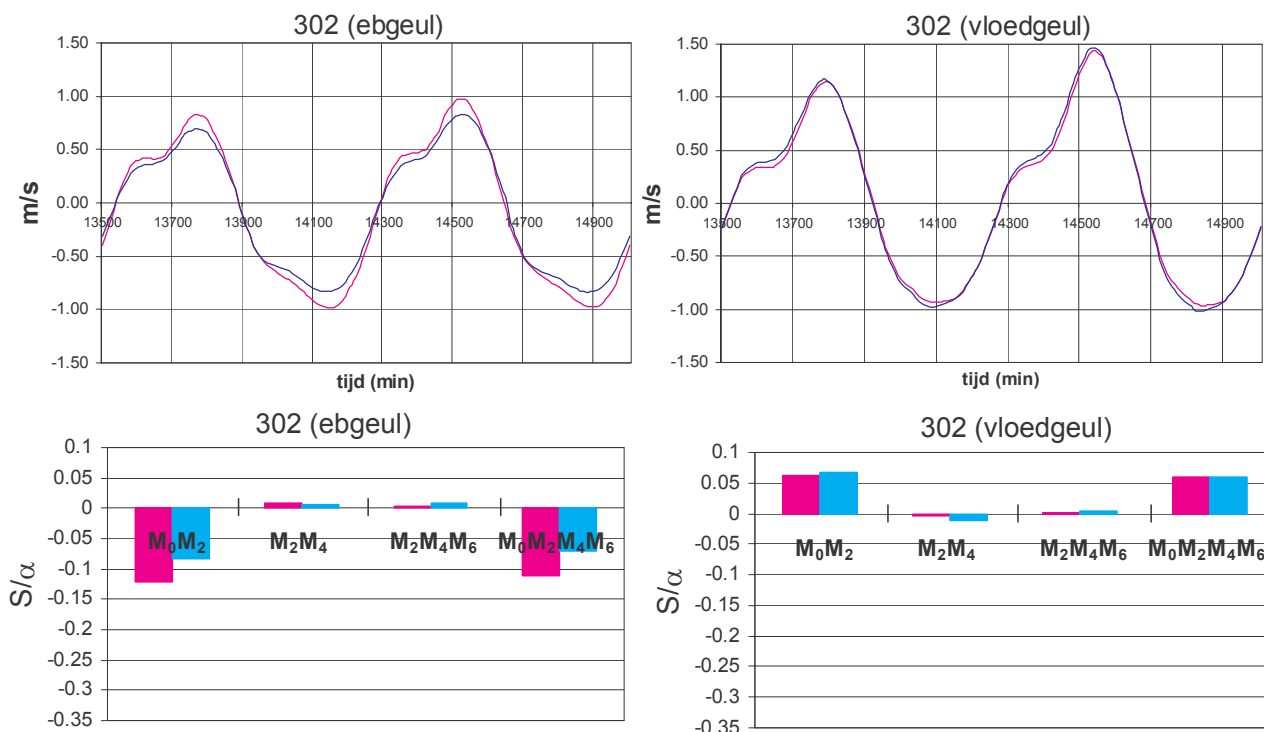 302 (ebgeul)
1.50
1.00
0.50
0.00
-0.50
-1.00
-1.50
m/s
13500 13700 13900 14100 14300 14500 14700 14900
tijd (min)
302 (vloedgeul)
1.50
1.00
0.50
0.00
-0.50
-1.00
-1.50
m/s
13500 13700 13900 14100 14300 14500 14700 14900
tijd (min)
302 (ebgeul)
0.1
0.05
0
-0.05
-0.1
-0.15
-0.2
-0.25
-0.3
-0.35
S/α
M₀M₂ M₂M₄ M₂M₄M₆ M₀M₂M₄M₆
302 (vloedgeul)
0.1
0.05
0
-0.05
-0.1
-0.15
-0.2
-0.25
-0.3
-0.35
S/α
M₀M₂ M₂M₄ M₂M₄M₆ M₀M₂M₄M₆